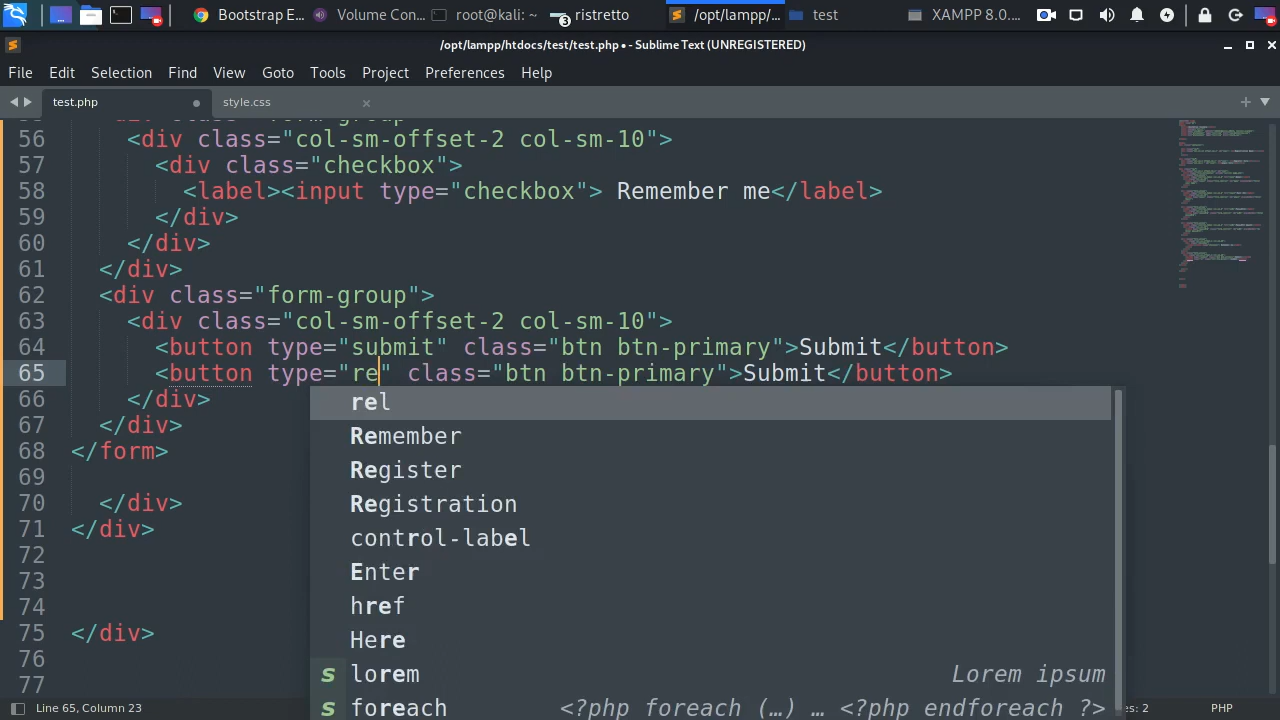 Bootstrap E... Volume Con... root@kali: ~ 3 ristretto /opt/lampp/... test XAMPP 8.0....
/opt/lampp/htdocs/test/test.php • - Sublime Text (UNREGISTERED)
File Edit Selection Find View Goto Tools Project Preferences Help
test.php style.css
56 <div class="col-sm-offset-2 col-sm-10">
57 <div class="checkbox">
58 <label><input type="checkbox"> Remember me</label>
59 </div>
60 </div>
61 </div>
62 <div class="form-group">
63 <div class="col-sm-offset-2 col-sm-10">
64 <button type="submit" class="btn btn-primary">Submit</button>
65 <button type="re" class="btn btn-primary">Submit</button>
66 </div>
67 </div>
68 </form>
69
70 </div>
71 </div>
72
73
74
75 </div>
76
77
rel
Remember
Register
Registration
control-label
Enter
href
Here
s lorem Lorem ipsum
s foreach <?php foreach (…) … <?php endforeach ?>
Line 65, Column 23 es: 2 PHP